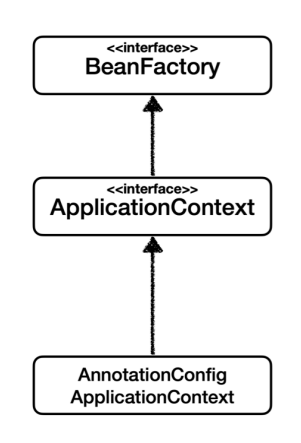 <<interface>>
BeanFactory
<<interface>>
ApplicationContext
AnnotationConfig
ApplicationContext